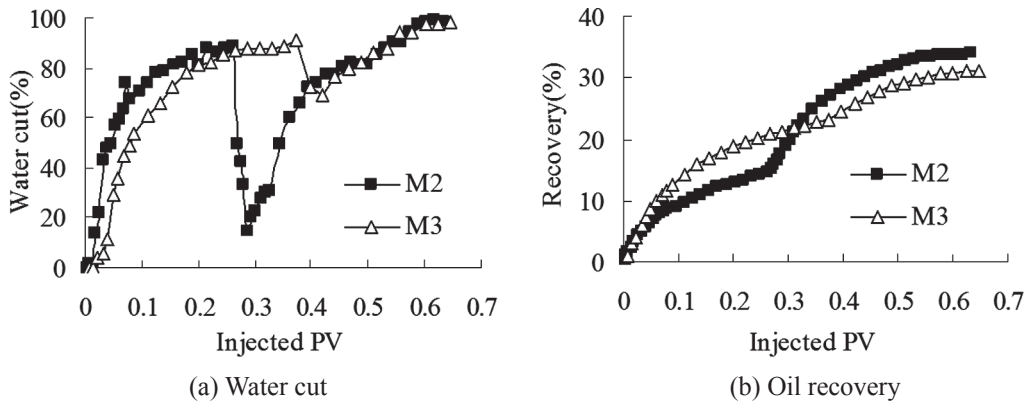 Water cut(%)
100
80
60
40
20
0
M2
M3
0 0.1 0.2 0.3 0.4 0.5 0.6 0.7
Injected PV
(a) Water cut
Recovery(%)
40
30
20
10
0
M2
M3
0 0.1 0.2 0.3 0.4 0.5 0.6 0.7
Injected PV
(b) Oil recovery